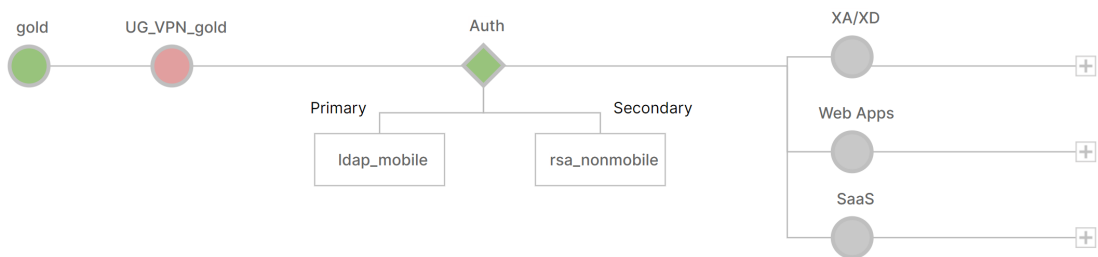 gold
UG_VPN_gold
Auth
XA/XD
Primary
Secondary
Web Apps
ldap_mobile
rsa_nonmobile
SaaS